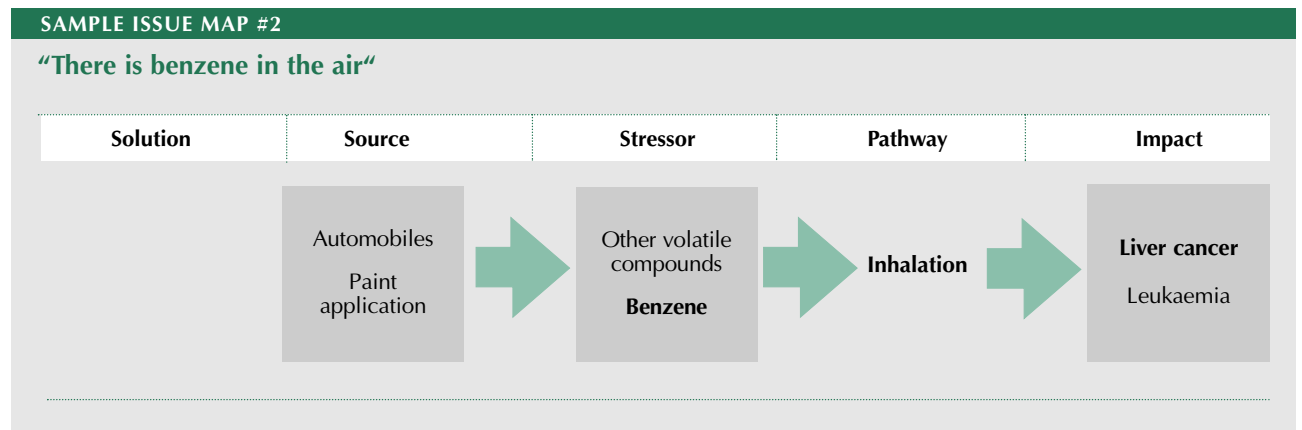 SAMPLE ISSUE MAP #2
“There is benzene in the air“
Solution Source Stressor Pathway Impact
Automobiles
Paint
application
Other volatile
compounds
Benzene
Inhalation
Liver cancer
Leukaemia